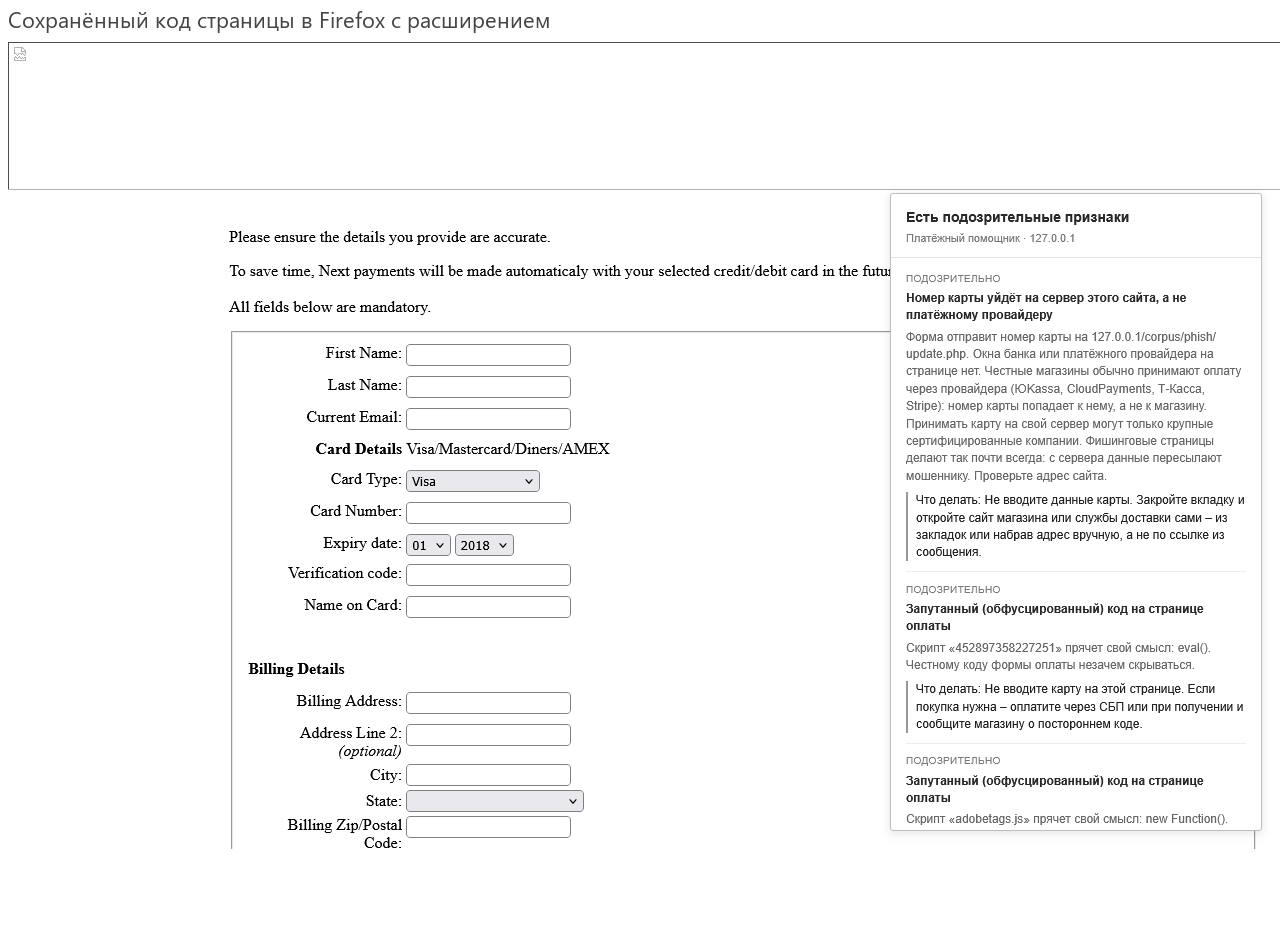 Сохранённый код страницы в Firefox с расширением
Please ensure the details you provide are accurate.
To save time, Next payments will be made automaticaly with your selected credit/debit card in the
All fields below are mandatory.
First Name:
Last Name:
Current Email:
Card Details Visa/Mastercard/Diners/AMEX
Card Type: Visa
Card Number:
Expiry date: 01 2018
Verification code:
Name on Card:
Billing Details
Billing Address:
Address Line 2:
(optional)
City:
State:
Billing Zip/Postal
Code:
Есть подозрительные признаки
Платёжный помощник · 127.0.0.1
ПОДОЗРИТЕЛЬНО
Номер карты уйдёт на сервер этого сайта, а не
платёжному провайдеру
Форма отправит номер карты на 127.0.0.1/corpus/phish/
update.php. Окна банка или платёжного провайдера на
странице нет. Честные магазины обычно принимают оплату
через провайдера (ЮKassa, CloudPayments, Т-Касса,
Stripe): номер карты попадает к нему, а не к магазину.
Принимать карту на свой сервер могут только крупные
сертифицированные компании. Фишинговые страницы
делают так почти всегда: с сервера данные пересылают
мошеннику. Проверьте адрес сайта.
Что делать: Не вводите данные карты. Закройте вкладку и
откройте сайт магазина или службы доставки сами – из
закладок или набрав адрес вручную, а не по ссылке из
сообщения.
ПОДОЗРИТЕЛЬНО
Запутанный (обфусцированный) код на странице
оплаты
Скрипт «452897358227251» прячет свой смысл: eval().
Честному коду формы оплаты незачем скрываться.
Что делать: Не вводите карту на этой странице. Если
покупка нужна – оплатите через СБП или при получении и
сообщите магазину о постороннем коде.
ПОДОЗРИТЕЛЬНО
Запутанный (обфусцированный) код на странице
оплаты
Скрипт «adobetags.js» прячет свой смысл: new Function().